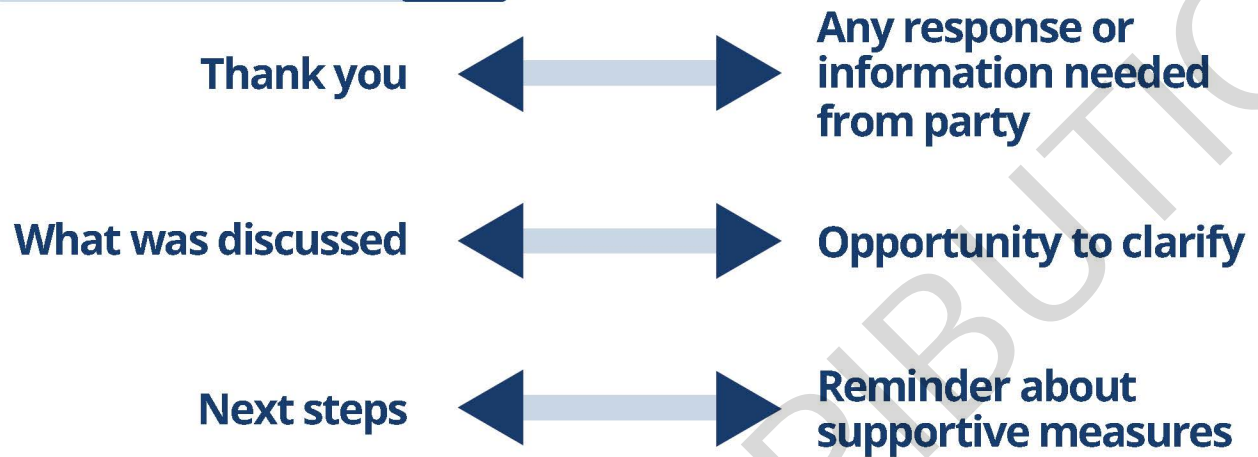 Thank you
Any response or
information needed
from party
What was discussed
Opportunity to clarify
Next steps
Reminder about
supportive measures